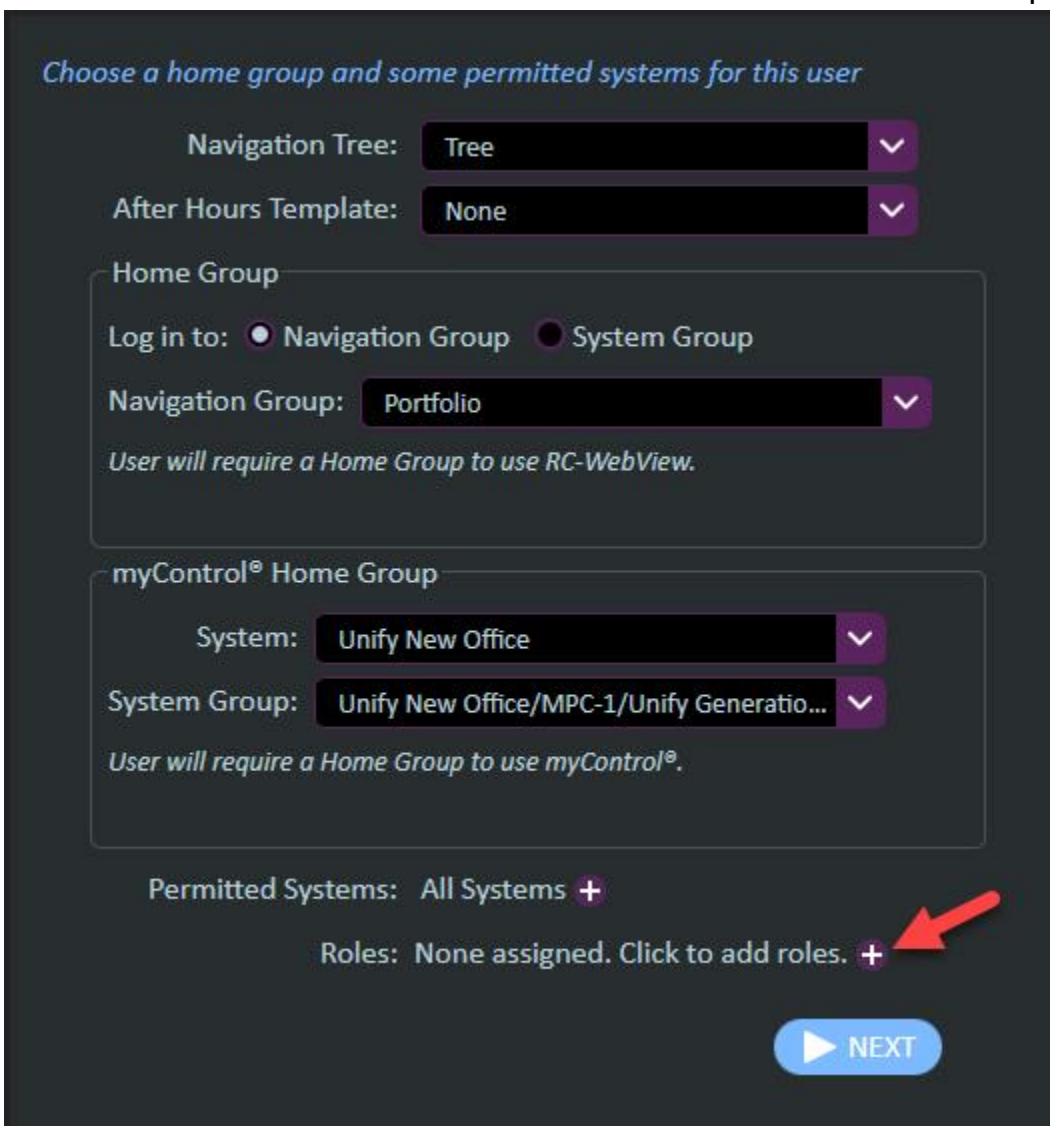 Choose a home group and some permitted systems for this user
Navigation Tree: Tree
After Hours Template: None
Home Group
Log in to: Navigation Group System Group
Navigation Group: Portfolio
User will require a Home Group to use RC-WebView.
myControl® Home Group
System: Unify New Office
System Group: Unify New Office/MPC-1/Unify Generatio...
User will require a Home Group to use myControl®.
Permitted Systems: All Systems +
Roles: None assigned. Click to add roles. +
NEXT